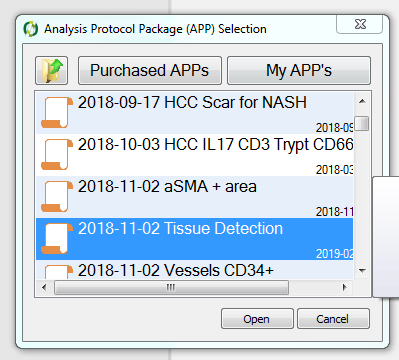 Analysis Protocol Package (APP) Selection
Purchased APPs
My APP's
2018-09-17 HCC Scar for NASH
2018-09
2018-10-03 HCC IL17 CD3 Trypt CD66
2018-03
2018-11-02 aSMA + area
2018-11
2018-11-02 Tissue Detection
2019-02
2018-11-02 Vessels CD34+
Open
Cancel